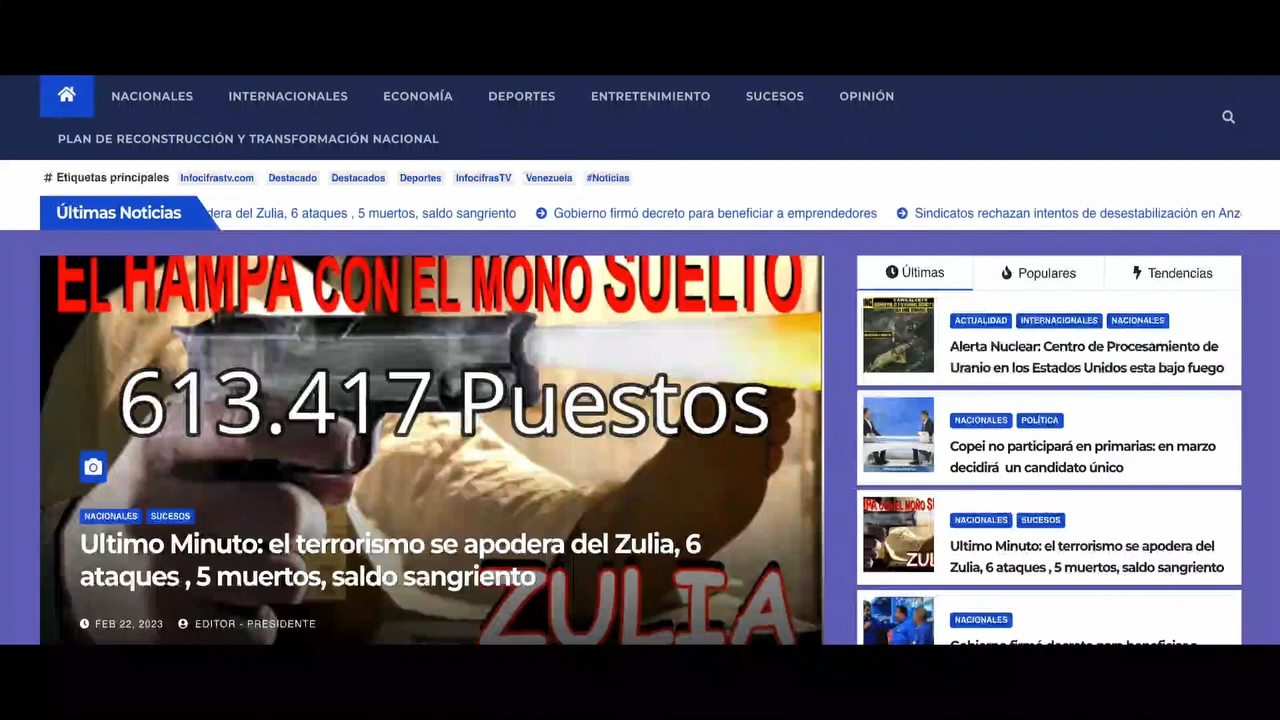 NACIONALES INTERNACIONALES ECONOMÍA DEPORTES ENTRETENIMIENTO SUCESOS OPINIÓN
PLAN DE RECONSTRUCCIÓN Y TRANSFORMACIÓN NACIONAL
# Etiquetas principales Infocifrastv.com Destacado Destacados Deportes InfocifrasTV Venezuela #Noticias
Últimas Noticias del Zulia, 6 ataques , 5 muertos, saldo sangriento Gobierno firmó decreto para beneficiar a emprendedores Sindicatos rechazan intentos de desestabilización en
EL HAMPA CON EL MONO SUELTO
613.417 Puestos
NACIONALES SUCESOS
Ultimo Minuto: el terrorismo se apodera del Zulia, 6
ataques , 5 muertos, saldo sangriento
FEB 22, 2023 EDITOR - PRESIDENTE
ZULIA
Últimas Populares Tendencias
ACTUALIDAD INTERNACIONALES NACIONALES
Alerta Nuclear: Centro de Procesamiento de
Uranio en los Estados Unidos esta bajo fuego
NACIONALES POLÍTICA
Copei no participará en primarias: en marzo
decidirá un candidato único
NACIONALES SUCESOS
Ultimo Minuto: el terrorismo se apodera del
Zulia, 6 ataques , 5 muertos, saldo sangriento
NACIONALES
Gobierno firmó decreto para beneficiar a